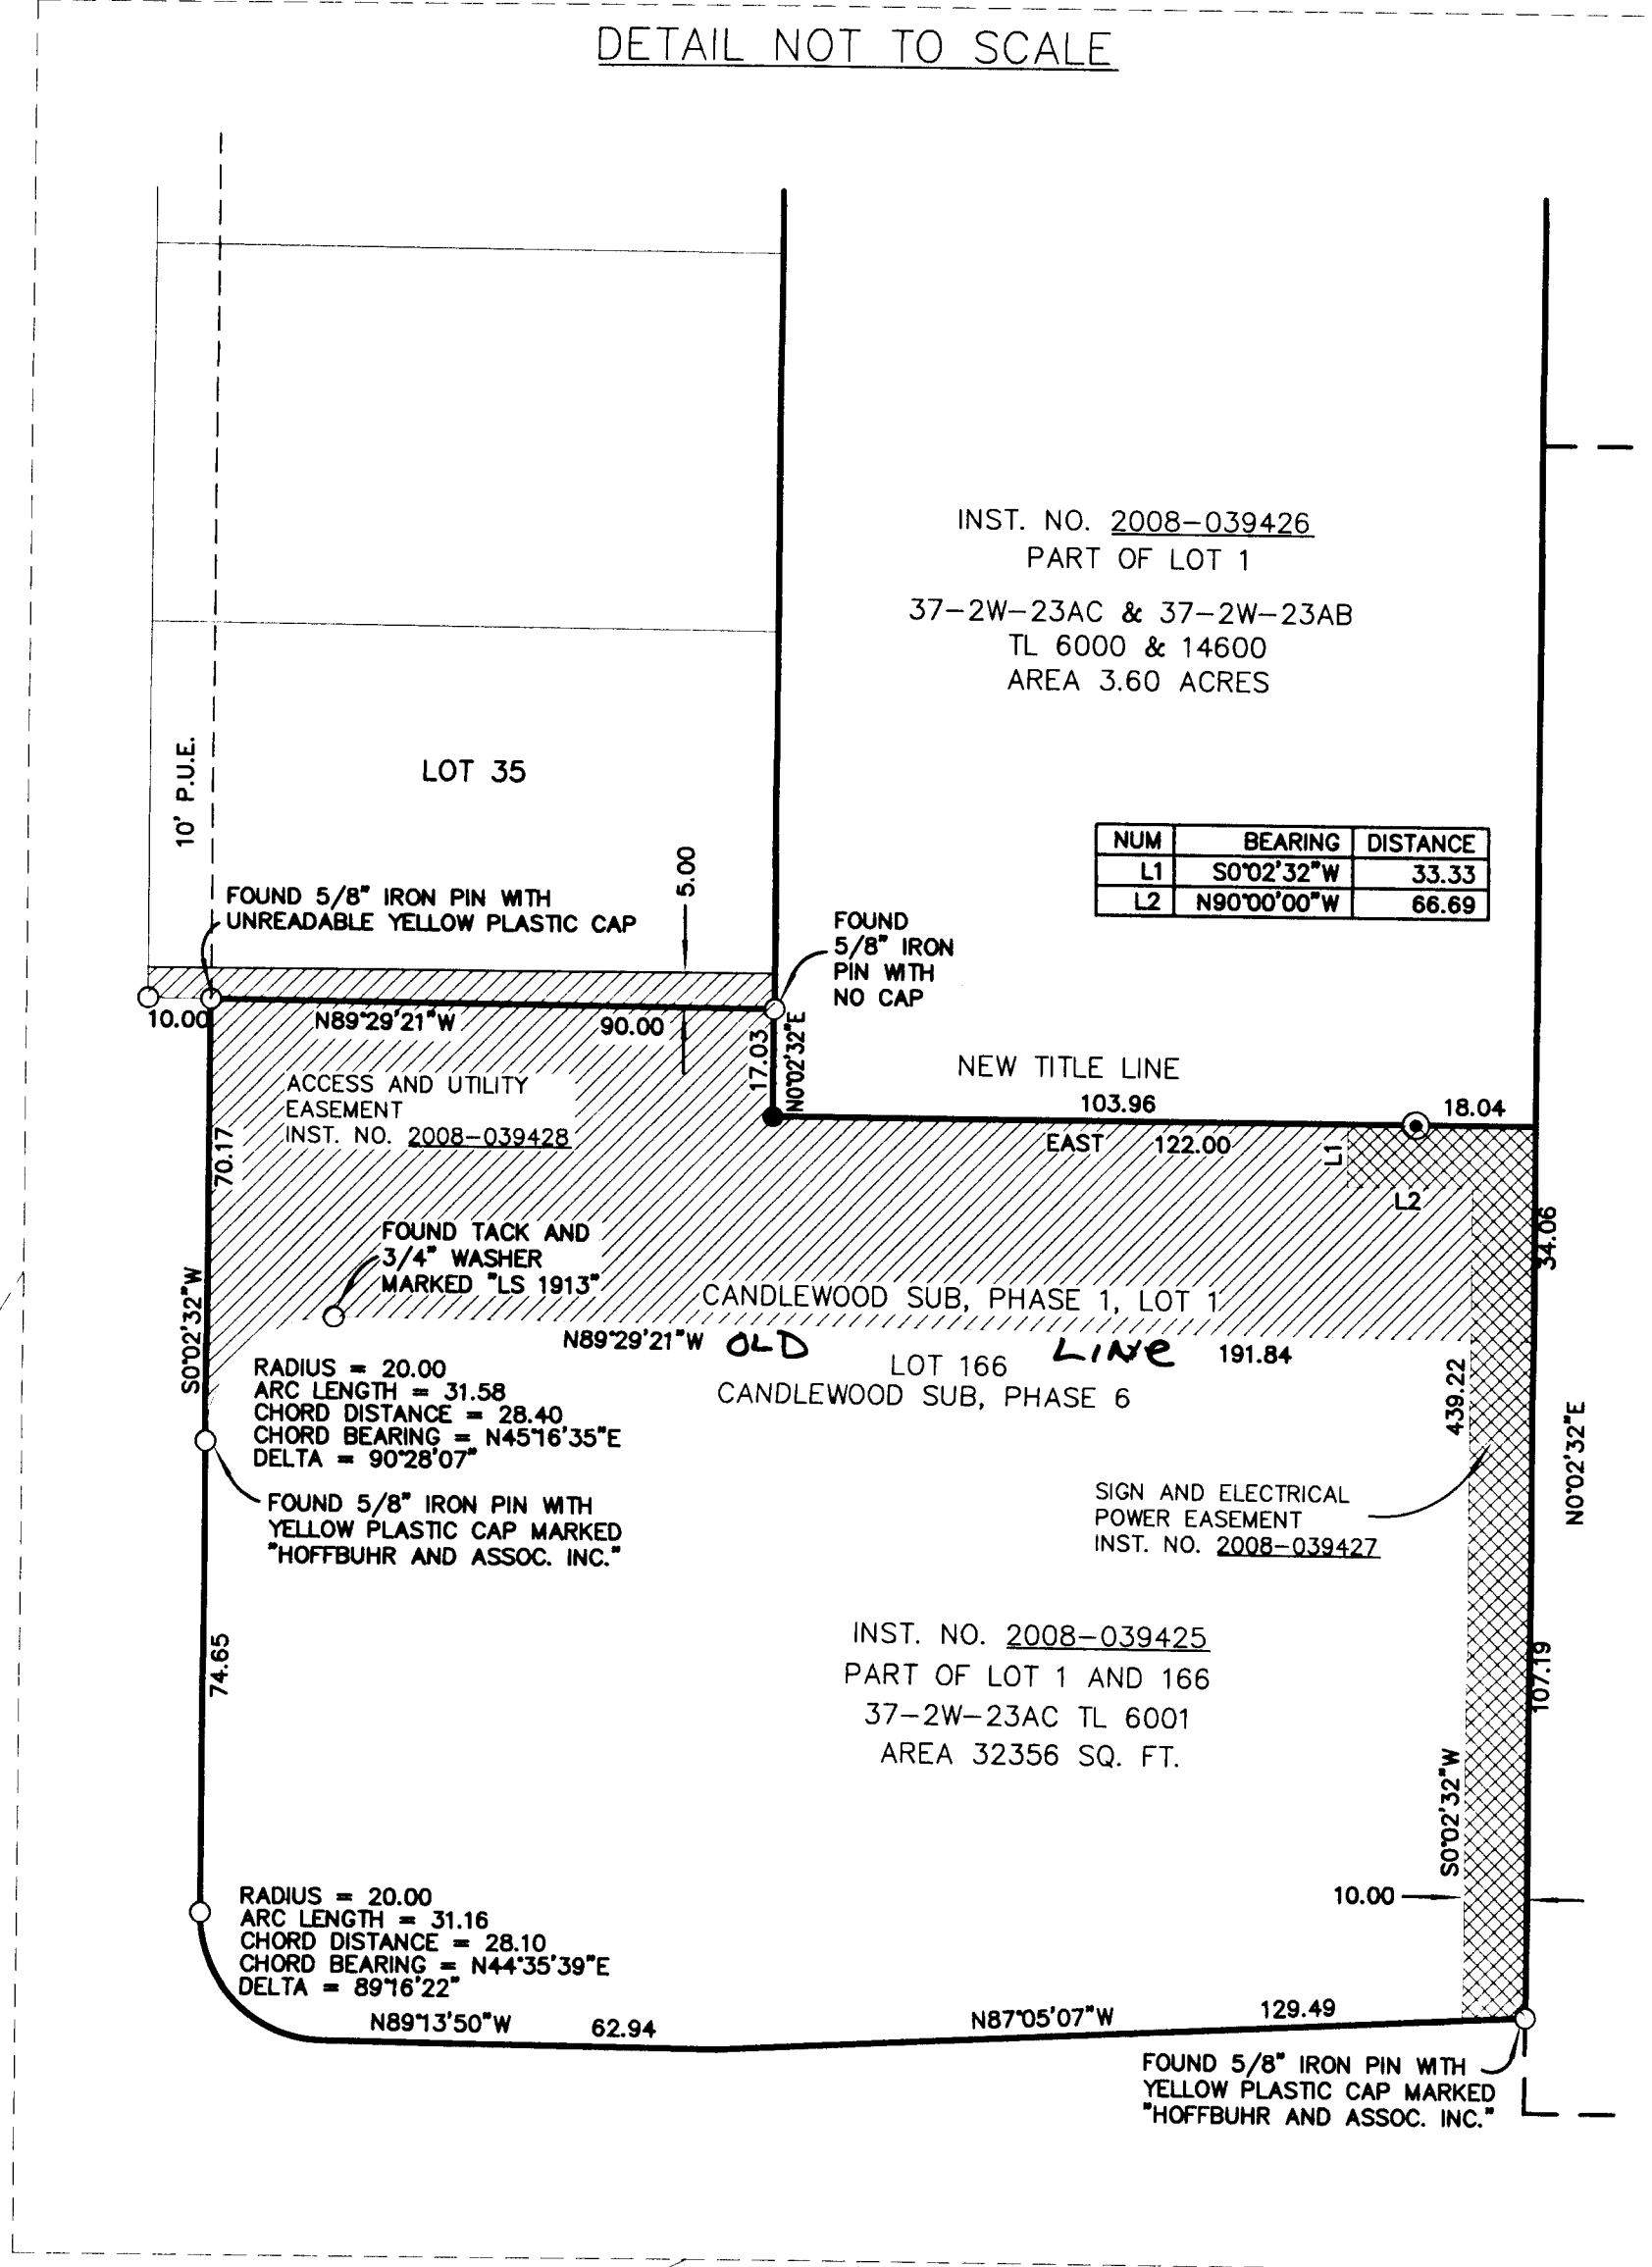 DETAIL NOT TO SCALE
INST. NO. 2008-039426
PART OF LOT 1
37-2W-23AC & 37-2W-23AB
TL 6000 & 14600
AREA 3.60 ACRES
10' P.U.E.
LOT 35
5.00
NUM BEARING DISTANCE
L1 S0°02'32"W 33.33
L2 N90°00'00"W 66.69
FOUND 5/8" IRON PIN WITH
UNREADABLE YELLOW PLASTIC CAP
FOUND
5/8" IRON
PIN WITH
NO CAP
10.00
N89°29'21"W 90.00
17.03
N0°02'32"E
NEW TITLE LINE
103.96
18.04
EAST 122.00
L1
L2
ACCESS AND UTILITY
EASEMENT
INST. NO. 2008-039428
70.17
S0°02'32"W
34.06
FOUND TACK AND
3/4" WASHER
MARKED "LS 1913"
CANDLEWOOD SUB, PHASE 1, LOT 1
N89°29'21"W OLD LINE 191.84
LOT 166
CANDLEWOOD SUB, PHASE 6
RADIUS = 20.00
ARC LENGTH = 31.58
CHORD DISTANCE = 28.40
CHORD BEARING = N45°16'35"E
DELTA = 90°28'07"
439.22
N0°02'32"E
FOUND 5/8" IRON PIN WITH
YELLOW PLASTIC CAP MARKED
"HOFFBUHR AND ASSOC. INC."
SIGN AND ELECTRICAL
POWER EASEMENT
INST. NO. 2008-039427
74.65
INST. NO. 2008-039425
PART OF LOT 1 AND 166
37-2W-23AC TL 6001
AREA 32356 SQ. FT.
107.19
S0°02'32"W
10.00
RADIUS = 20.00
ARC LENGTH = 31.16
CHORD DISTANCE = 28.10
CHORD BEARING = N44°35'39"E
DELTA = 89°16'22"
N89°13'50"W 62.94
N87°05'07"W 129.49
FOUND 5/8" IRON PIN WITH
YELLOW PLASTIC CAP MARKED
"HOFFBUHR AND ASSOC. INC."